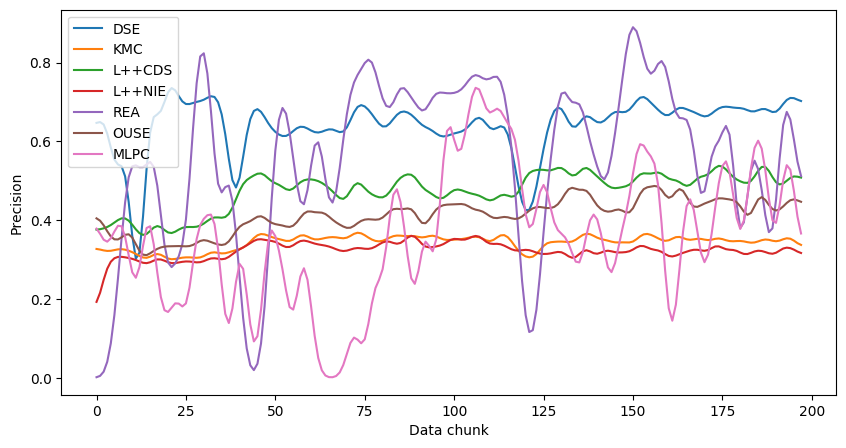 DSE
KMC
L++CDS
L++NIE
REA
OUSE
MLPC
0.8
0.6
0.4
0.2
0.0
Precision
0 25 50 75 100 125 150 175 200
Data chunk